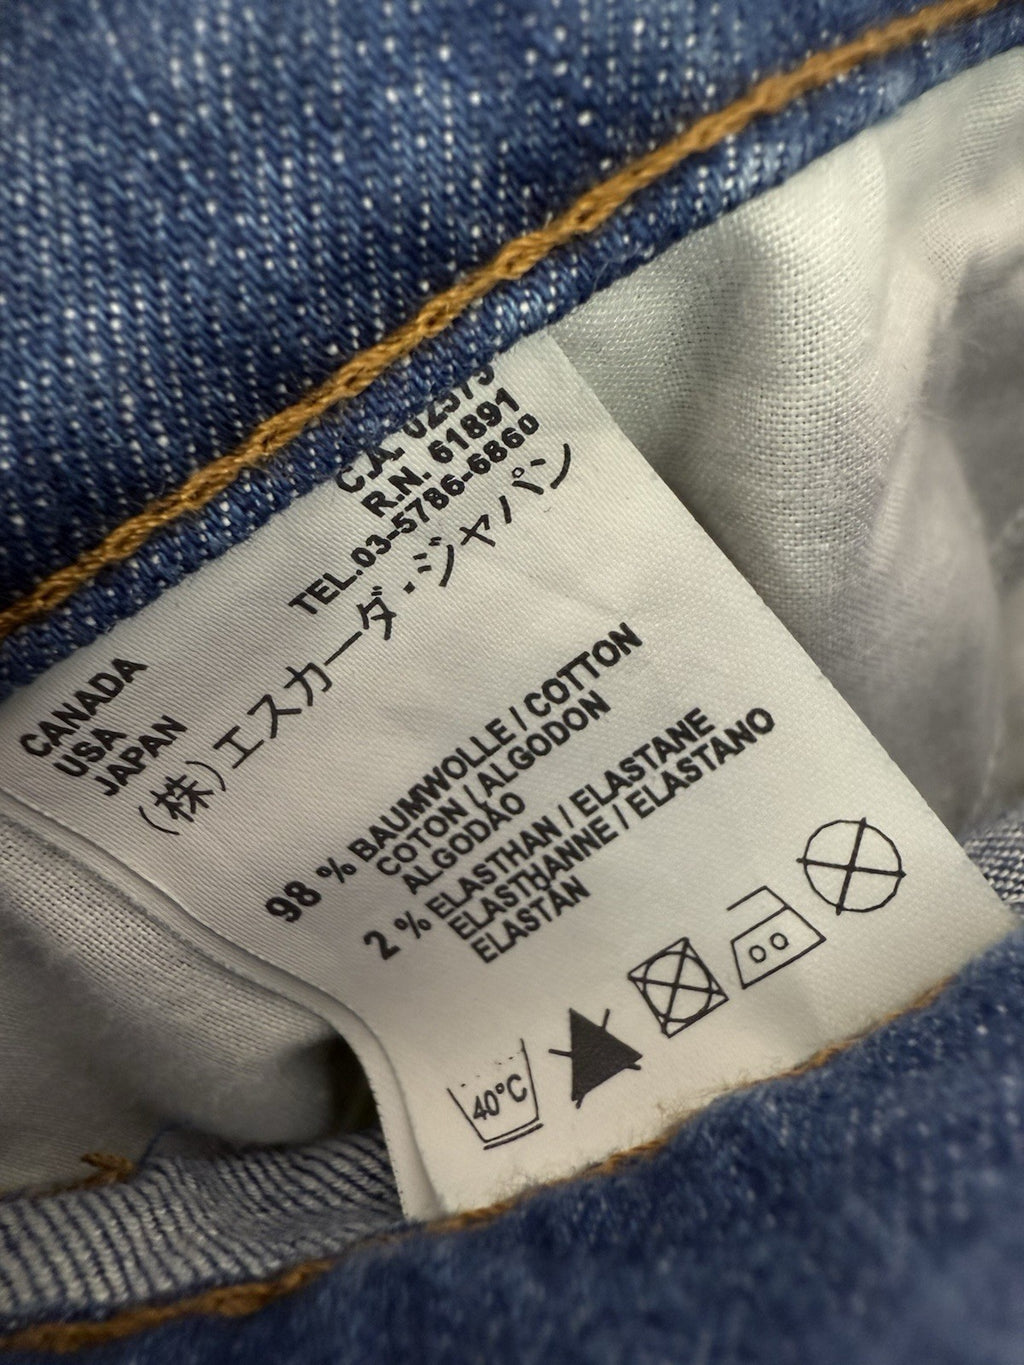 CANADA C.A. 02373
USA R.N. 61891
JAPAN TEL.03-5786-6860
(株)エスカーダ・ジャパン
98 % BAUMWOLLE / COTTON
COTON / ALGODON
ALGODÃO
2 % ELASTHAN / ELASTANE
ELASTHANNE / ELASTANO
ELASTÁN
40°C